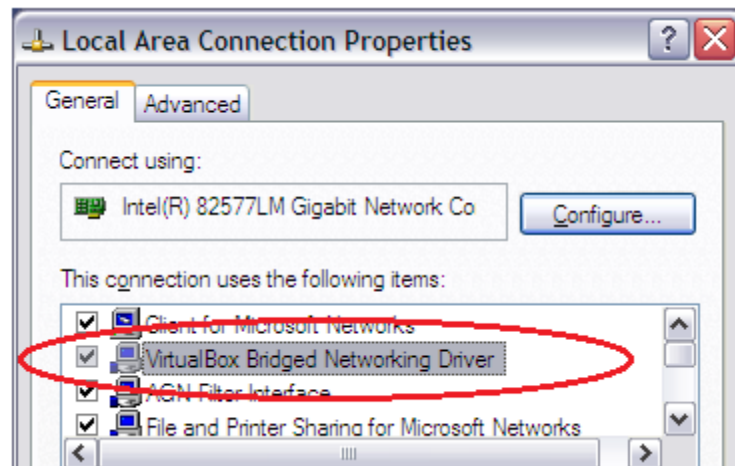 Local Area Connection Properties
General Advanced
Connect using:
Intel(R) 82577LM Gigabit Network Co
Configure...
This connection uses the following items:
Client for Microsoft Networks
VirtualBox Bridged Networking Driver
AGN Filter Interface
File and Printer Sharing for Microsoft Networks